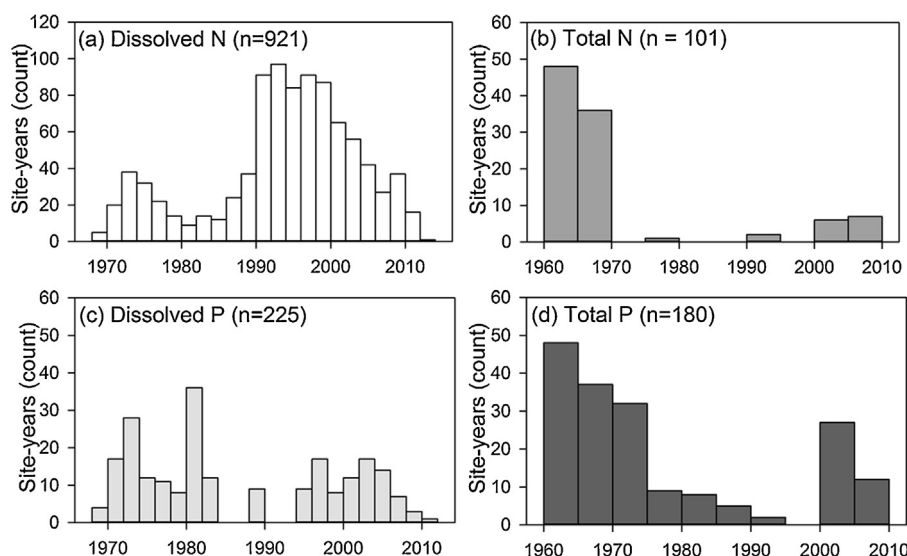 120
100
80
60
40
20
0
Site-years (count)
(a) Dissolved N (n=921)
1970 1980 1990 2000 2010
60
50
40
30
20
10
0
Site-years (count)
(b) Total N (n = 101)
1960 1970 1980 1990 2000 2010
60
50
40
30
20
10
0
Site-years (count)
(c) Dissolved P (n=225)
1970 1980 1990 2000 2010
60
50
40
30
20
10
0
Site-years (count)
(d) Total P (n=180)
1960 1970 1980 1990 2000 2010